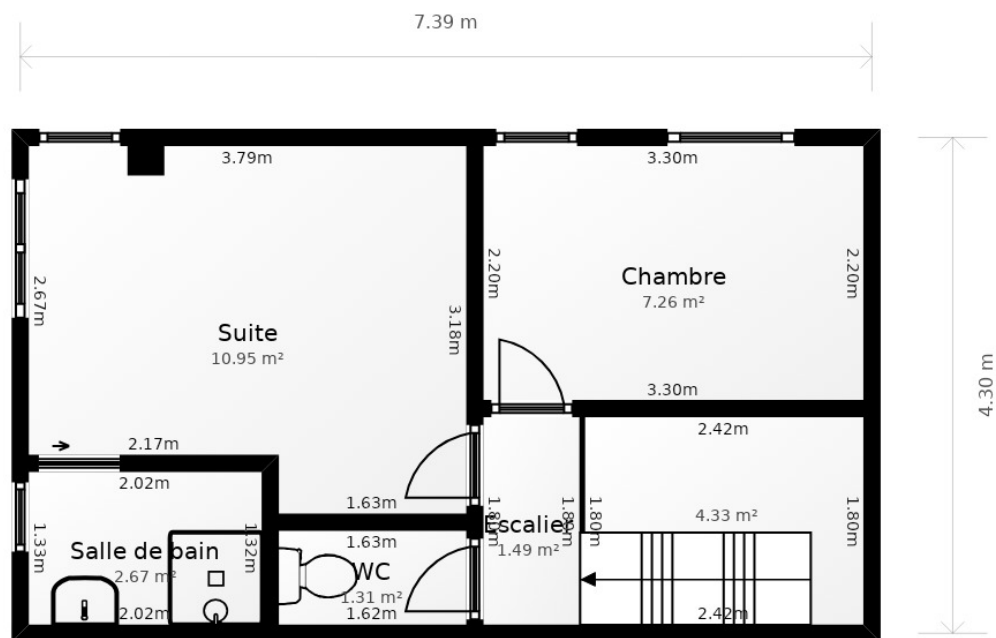 7.39 m
3.79m
3.30m
2.20m
2.20m
Chambre
7.26 m²
2.67m
3.18m
Suite
10.95 m²
4.30 m
3.30m
2.17m
2.42m
2.02m
1.63m
1.80m
1.80m
1.80m
1.80m
Escalier
4.33 m²
1.49 m²
1.33m
1.32m
Salle de bain
2.67 m²
1.63m
WC
1.31 m²
2.02m
1.62m
2.42m